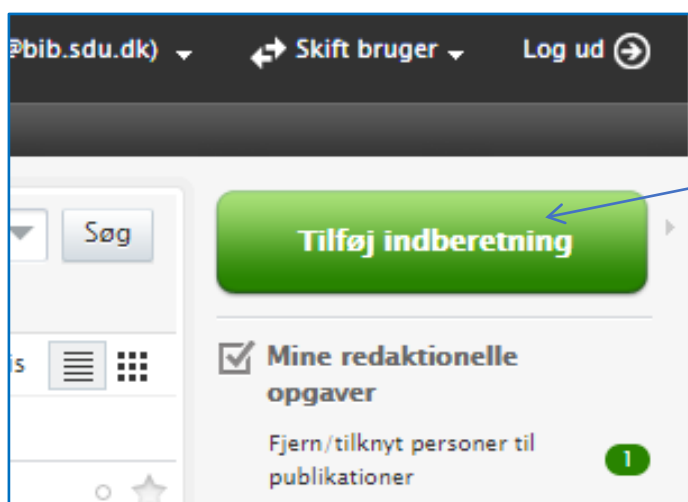 @bib.sdu.dk) Skift bruger Log ud
Søg
Tilføj indberetning
is
Mine redaktionelle
opgaver
Fjern/tilknyt personer til
publikationer
1